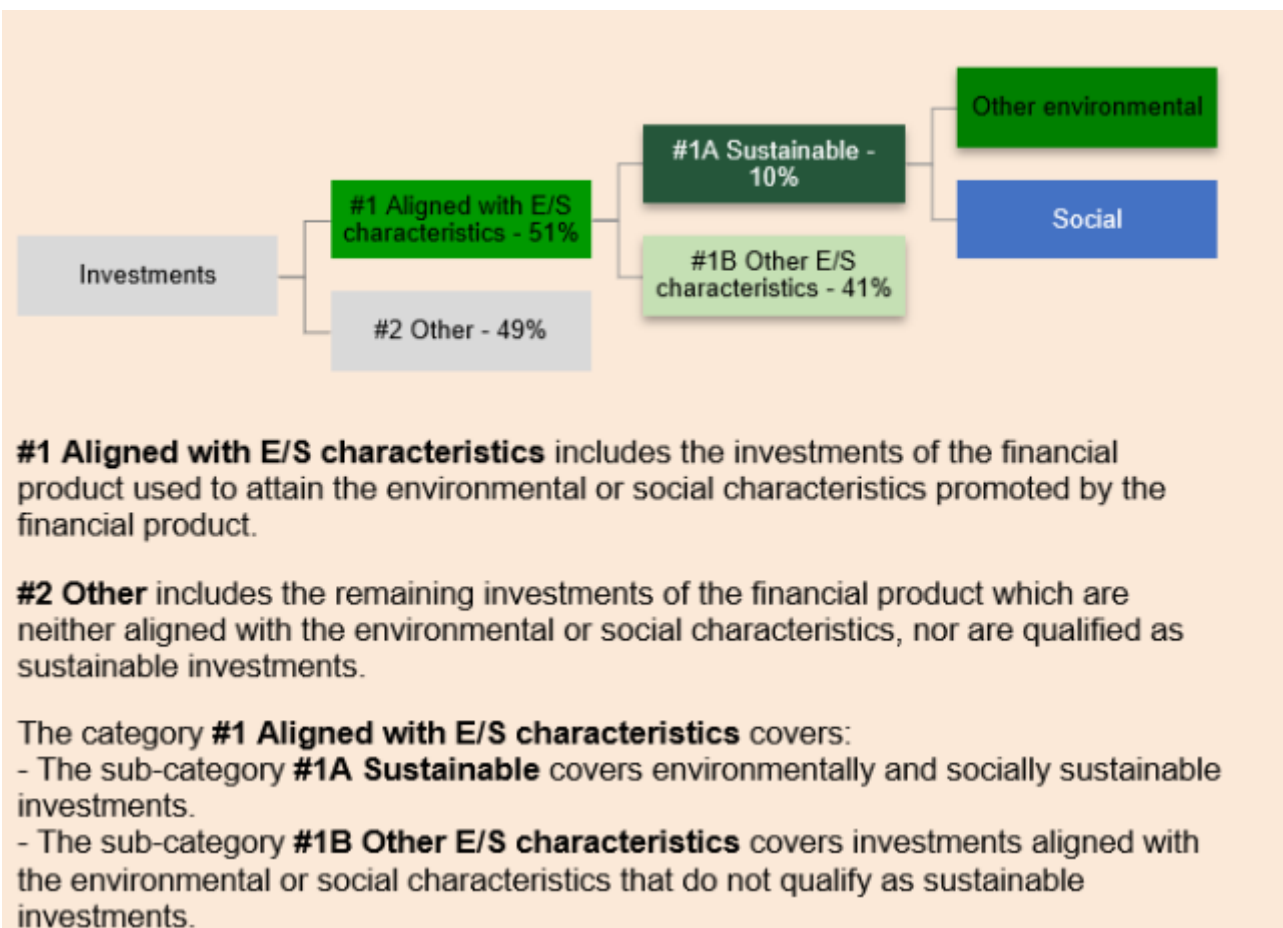 Other environmental
#1A Sustainable -
10%
#1 Aligned with E/S
characteristics - 51%
Social
Investments
#1B Other E/S
characteristics - 41%
#2 Other - 49%
#1 Aligned with E/S characteristics includes the investments of the financial
product used to attain the environmental or social characteristics promoted by the
financial product.
#2 Other includes the remaining investments of the financial product which are
neither aligned with the environmental or social characteristics, nor are qualified as
sustainable investments.
The category #1 Aligned with E/S characteristics covers:
- The sub-category #1A Sustainable covers environmentally and socially sustainable
investments.
- The sub-category #1B Other E/S characteristics covers investments aligned with
the environmental or social characteristics that do not qualify as sustainable
investments.